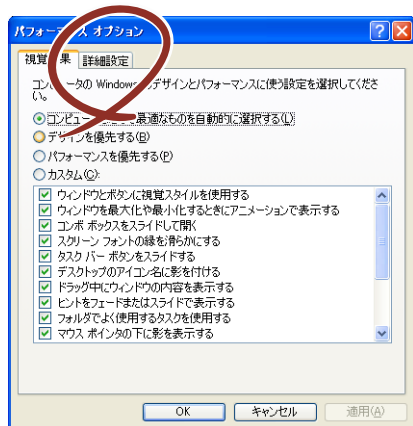 パフォーマンス オプション
視覚効果 詳細設定
コンピュータの Windows のデザインとパフォーマンスに使う設定を選択してください。
い。
コンピュータに最適なものを自動的に選択する(L)
デザインを優先する(B)
パフォーマンスを優先する(P)
カスタム(C):
ウィンドウとボタンに視覚スタイルを使用する
ウィンドウを最大化や最小化するときにアニメーションで表示する
コンボ ボックスをスライドして開く
スクリーン フォントの縁を滑らかにする
タスク バー ボタンをスライドする
デスクトップのアイコン名に影を付ける
ドラッグ中にウィンドウの内容を表示する
ヒントをフェードまたはスライドで表示する
フォルダでよく使用するタスクを使用する
マウス ポインタの下に影を表示する
OK キャンセル 適用(A)